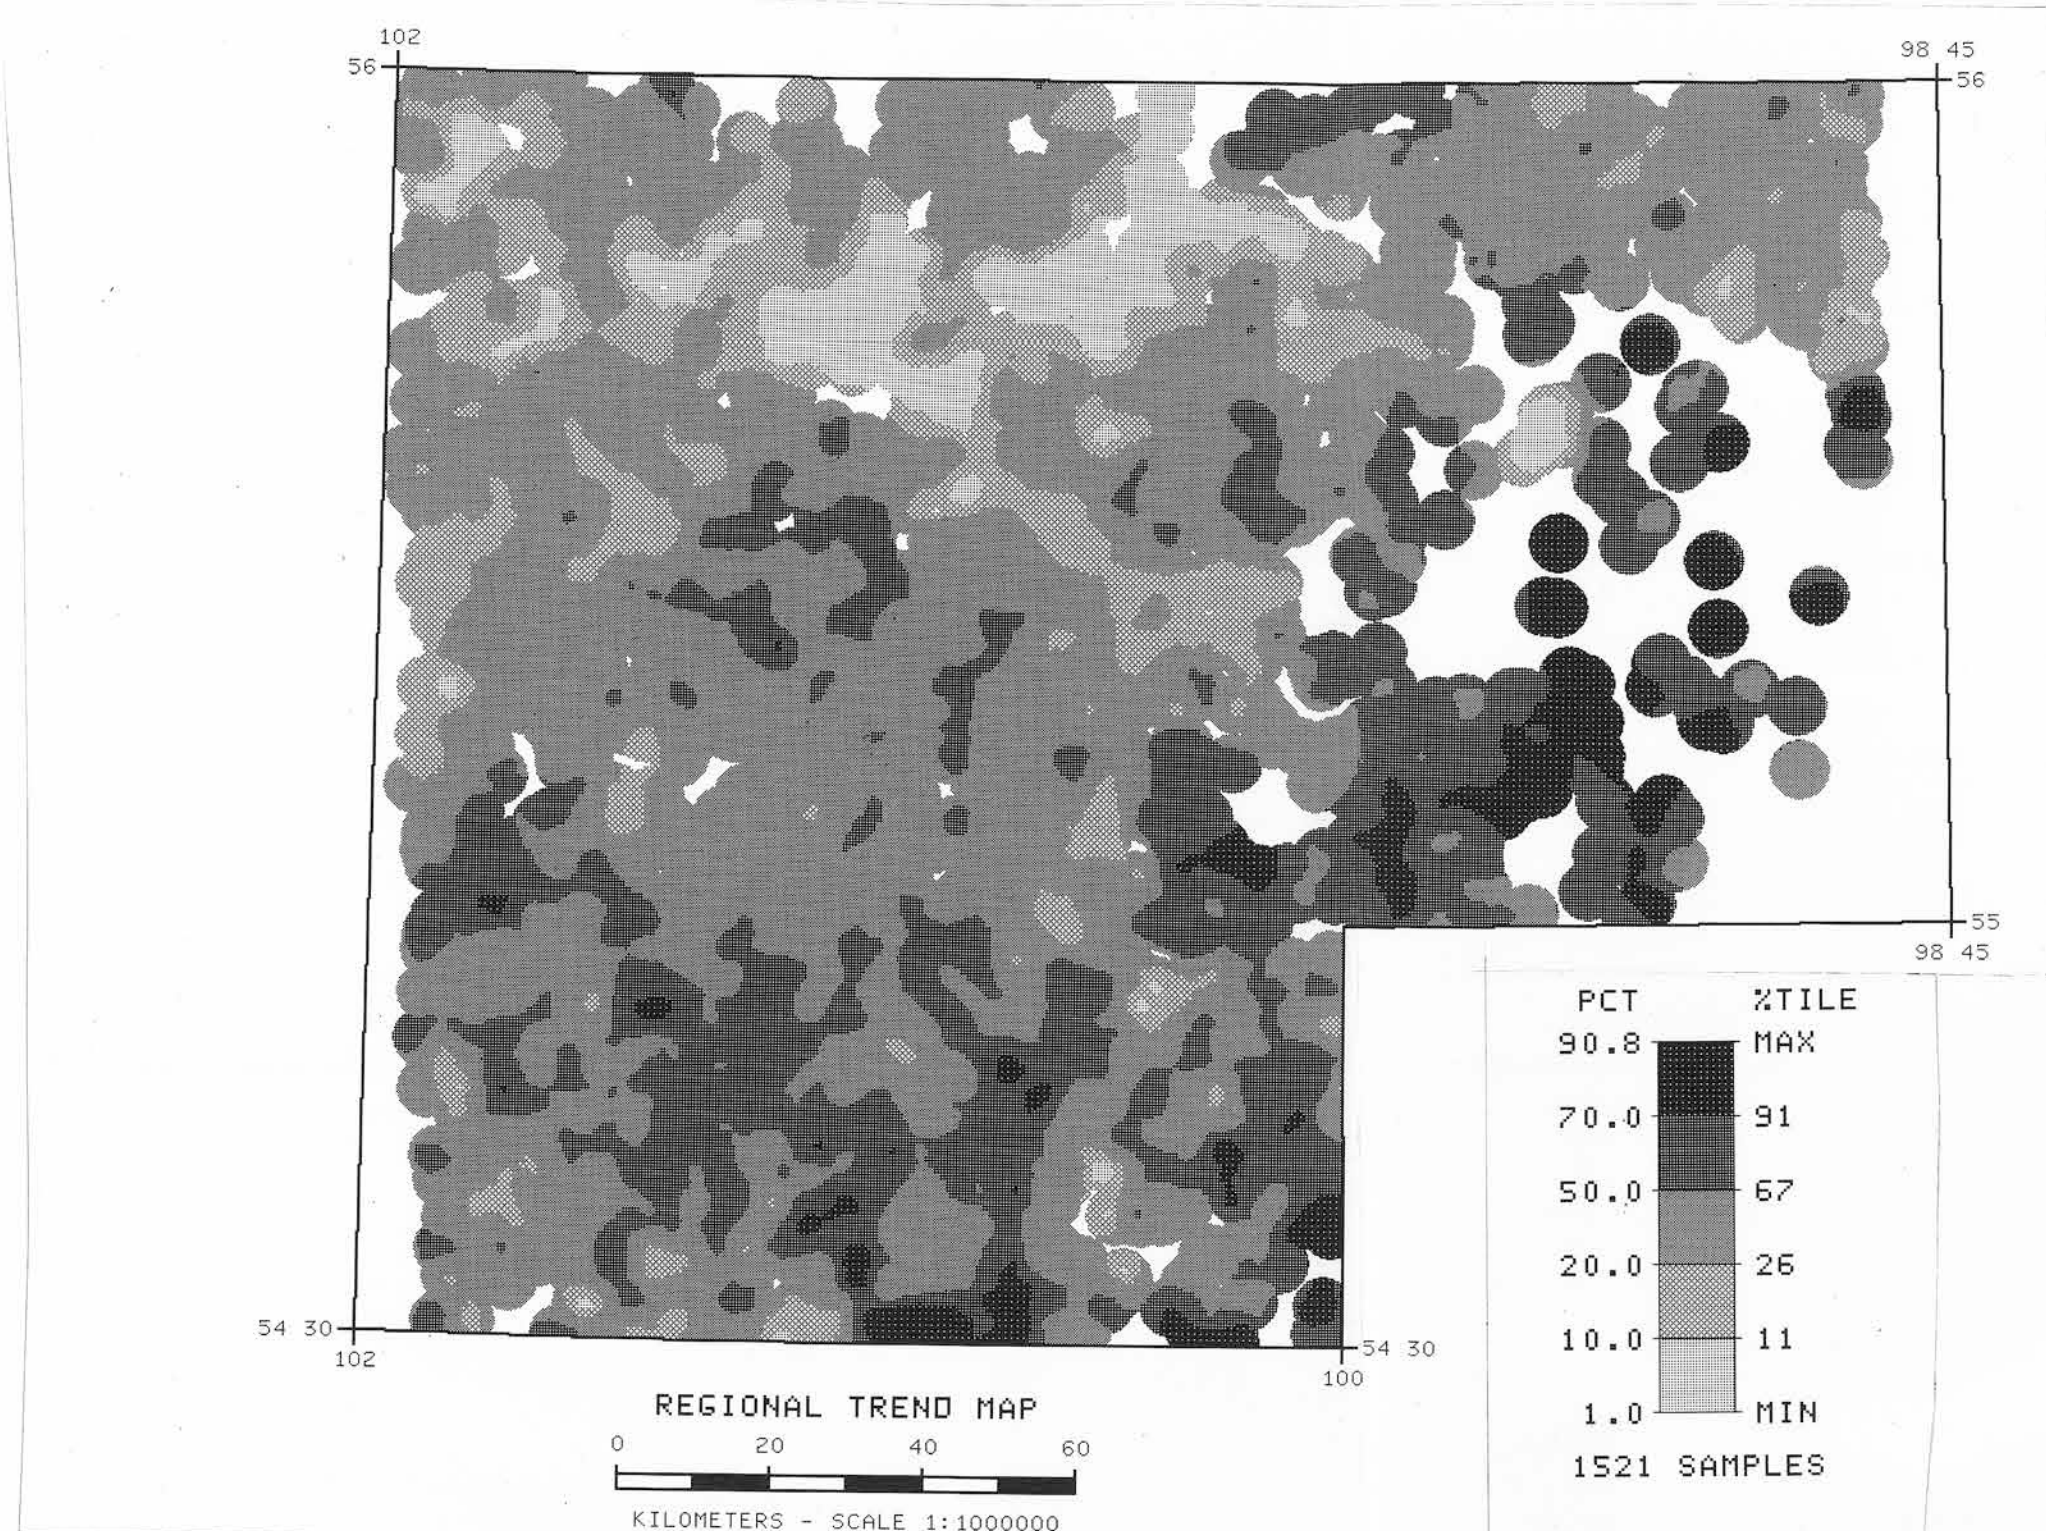 102
98 45
56
56
55
98 45
PCT %TILE
90.8 MAX
70.0 91
50.0 67
20.0 26
10.0 11
1.0 MIN
1521 SAMPLES
54 30
54 30
102
100
REGIONAL TREND MAP
0 20 40 60
KILOMETERS - SCALE 1:1000000